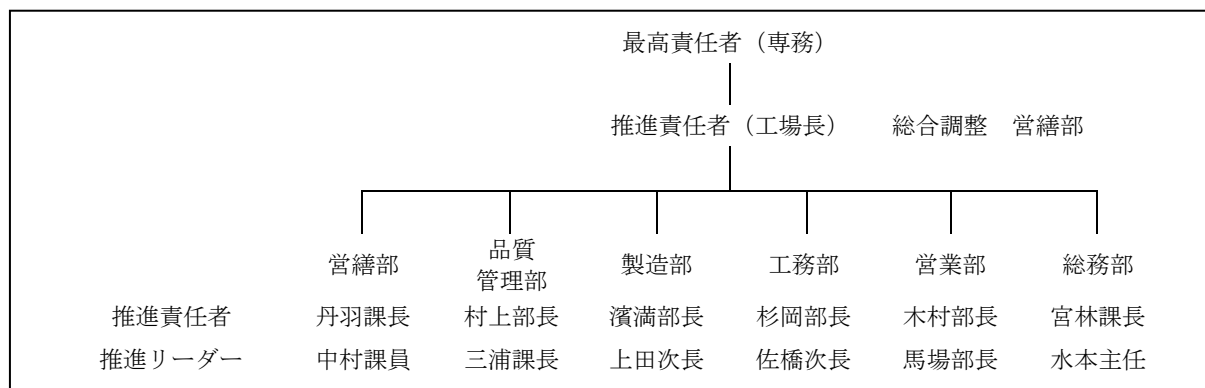 最高責任者（専務）
推進責任者（工場長）　総合調整　営繕部
営繕部　品質管理部　製造部　工務部　営業部　総務部
推進責任者　丹羽課長　村上部長　濱満部長　杉岡部長　木村部長　宮林課長
推進リーダー　中村課員　三浦課長　上田次長　佐橋次長　馬場部長　水本主任